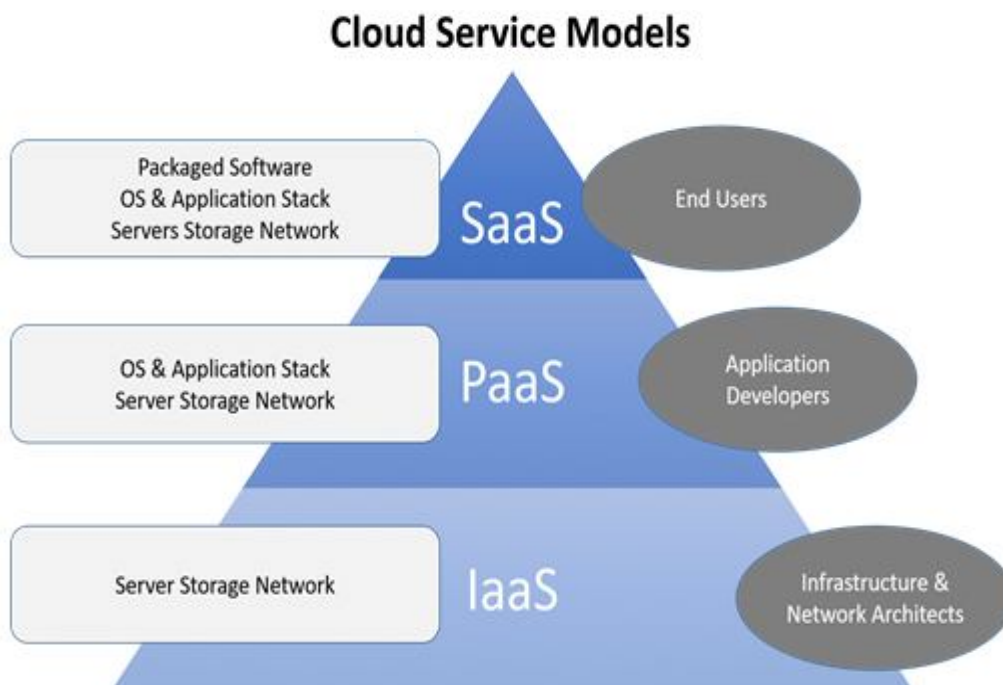 Cloud Service Models
Packaged Software
OS & Application Stack
Servers Storage Network
SaaS
End Users
OS & Application Stack
Server Storage Network
PaaS
Application
Developers
Server Storage Network
IaaS
Infrastructure &
Network Architects